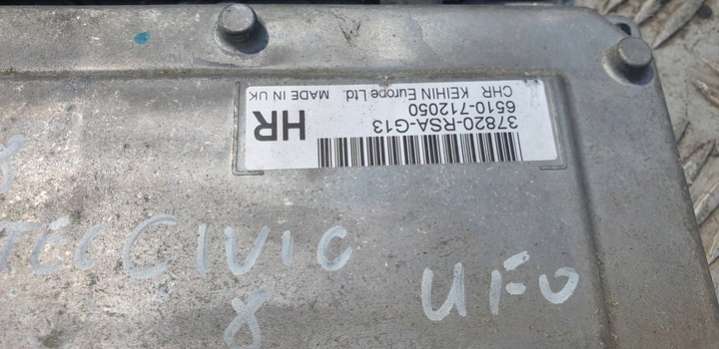 37820-RSA-G13
6510-712050
CHR KEIHIN Europe Ltd. MADE IN UK
HR
CIVIC
8
UFO